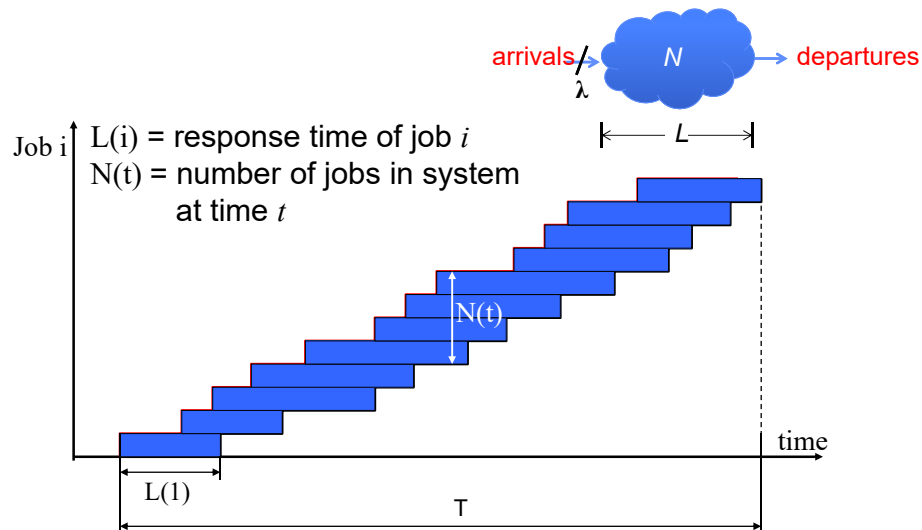 arrivals
N
departures
λ
L
Job i
L(i) = response time of job i
N(t) = number of jobs in system
at time t
N(t)
time
L(1)
T